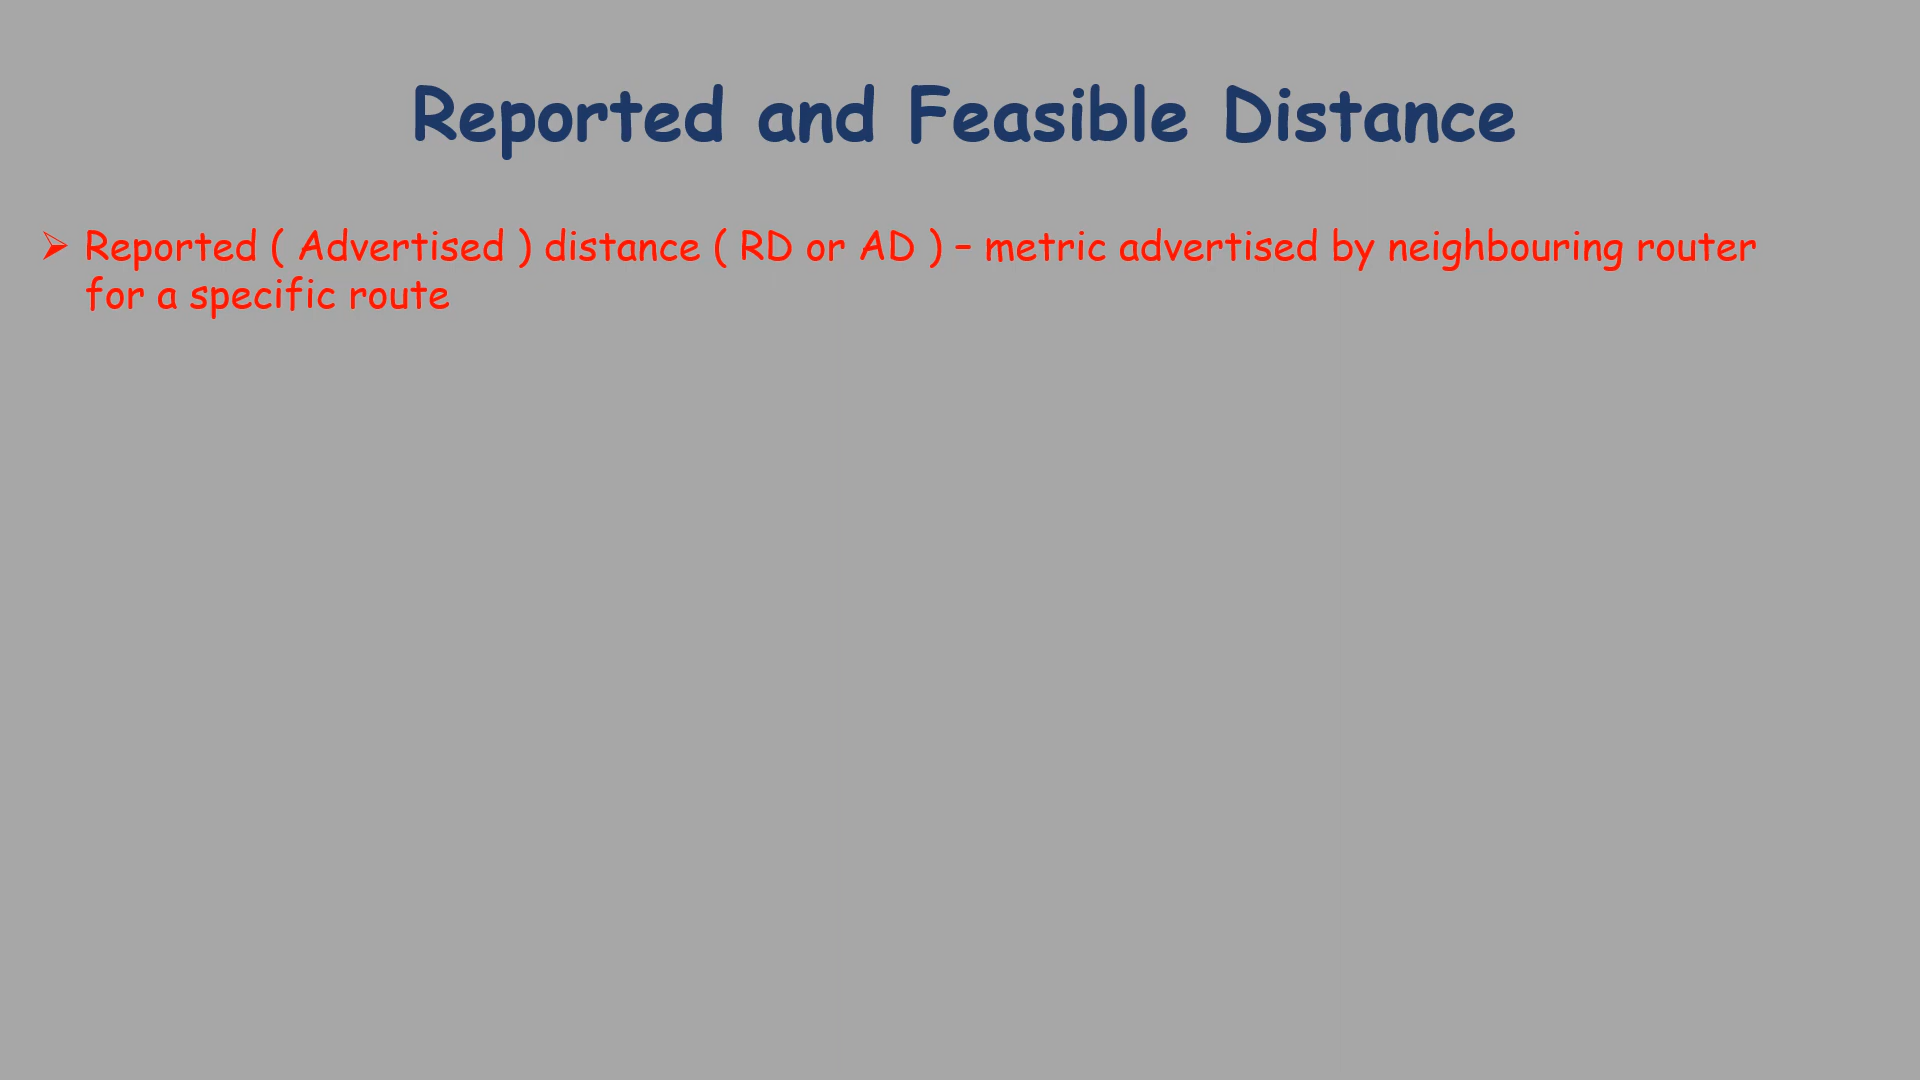 Reported and Feasible Distance
➢ Reported ( Advertised ) distance ( RD or AD ) – metric advertised by neighbouring router
for a specific route